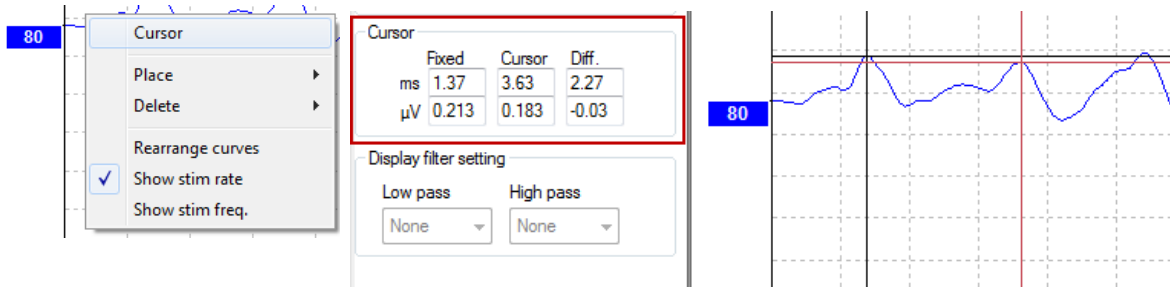 80
Cursor
Place
Delete
Rearrange curves
Show stim rate
Show stim freq.
Cursor
Fixed Cursor Diff.
ms 1.37 3.63 2.27
µV 0.213 0.183 -0.03
Display filter setting
Low pass High pass
None None
80